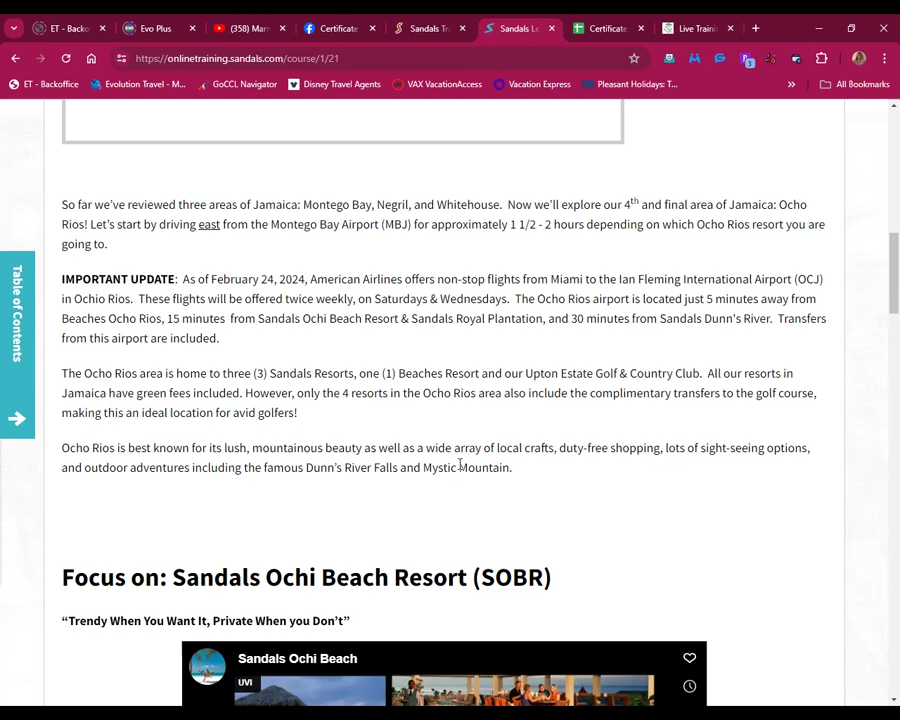 ET - Backo
Evo Plus
(358) Marr
Certificate
Sandals Tr
Sandals Lo
Certificate
Live Trainin
https://onlinetraining.sandals.com/course/1/21
3
ET - Backoffice
Evolution Travel - M...
GoCCL Navigator
Disney Travel Agents
VAX VacationAccess
Vacation Express
Pleasant Holidays: T...
»
All Bookmarks
So far we’ve reviewed three areas of Jamaica: Montego Bay, Negril, and Whitehouse.  Now we’ll explore our 4th and final area of Jamaica: Ocho
Rios! Let’s start by driving east from the Montego Bay Airport (MBJ) for approximately 1 1/2 - 2 hours depending on which Ocho Rios resort you are
going to.
IMPORTANT UPDATE:  As of February 24, 2024, American Airlines offers non-stop flights from Miami to the Ian Fleming International Airport (OCJ)
in Ochio Rios.  These flights will be offered twice weekly, on Saturdays & Wednesdays.  The Ocho Rios airport is located just 5 minutes away from
Beaches Ocho Rios, 15 minutes  from Sandals Ochi Beach Resort & Sandals Royal Plantation, and 30 minutes from Sandals Dunn's River.  Transfers
from this airport are included.
The Ocho Rios area is home to three (3) Sandals Resorts, one (1) Beaches Resort and our Upton Estate Golf & Country Club.  All our resorts in
Jamaica have green fees included. However, only the 4 resorts in the Ocho Rios area also include the complimentary transfers to the golf course,
making this an ideal location for avid golfers!
Ocho Rios is best known for its lush, mountainous beauty as well as a wide array of local crafts, duty-free shopping, lots of sight-seeing options,
and outdoor adventures including the famous Dunn’s River Falls and Mystic Mountain.
Table of Contents
Focus on: Sandals Ochi Beach Resort (SOBR)
“Trendy When You Want It, Private When you Don’t”
Sandals Ochi Beach
UVI